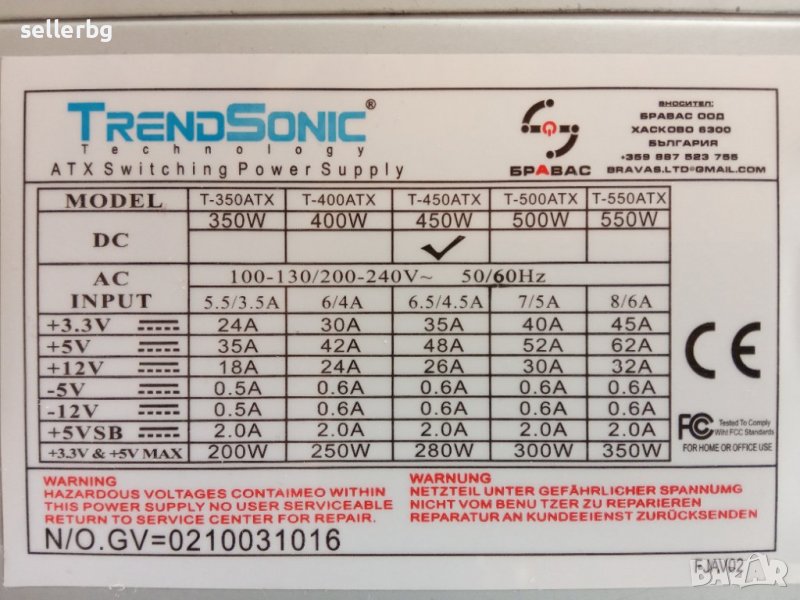 sellerbg
TRENDSONIC®
Technology
ATX Switching Power Supply
БРАВАС
ВНОСИТЕЛ:
БРАВАС ООД
ХАСКОВО 6300
БЪЛГАРИЯ
+359 887 523 755
BRAVAS.LTD@GMAIL.COM
MODEL T-350ATX T-400ATX T-450ATX T-500ATX T-550ATX
DC 350W 400W 450W 500W 550W
✓
AC INPUT 100-130/200-240V~ 50/60Hz
5.5/3.5A 6/4A 6.5/4.5A 7/5A 8/6A
+3.3V 24A 30A 35A 40A 45A
+5V 35A 42A 48A 52A 62A
+12V 18A 24A 26A 30A 32A
-5V 0.5A 0.6A 0.6A 0.6A 0.6A
-12V 0.5A 0.6A 0.6A 0.6A 0.6A
+5VSB 2.0A 2.0A 2.0A 2.0A 2.0A
+3.3V & +5V MAX 200W 250W 280W 300W 350W
CE
FC Tested To Comply
Wiht FCC Standards
FOR HOME OR OFFICE USE
WARNING
HAZARDOUS VOLTAGES CONTAIMEO WITHIN
THIS POWER SUPPLY NO USER SERVICEABLE
RETURN TO SERVICE CENTER FOR REPAIR.
WARNUNG
NETZTEIL UNTER GEFÄHRLICHER SPANNUMG
NICHT VOM BENU TZER ZU REPARIEREN
REPARATUR AN KUNDEEIENST ZURÜCKSENDEN
N/O.GV=0210031016
FJAV02
BAZAR